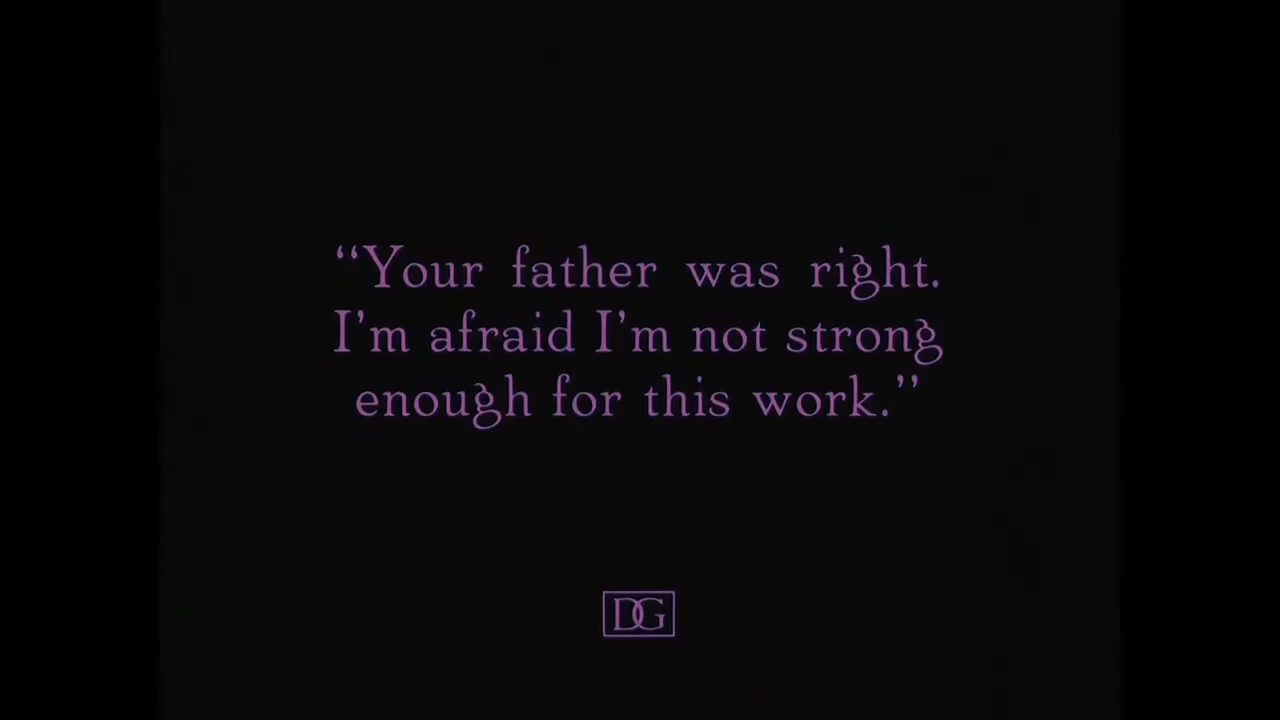 “Your father was right.
I’m afraid I’m not strong
enough for this work.”
DG